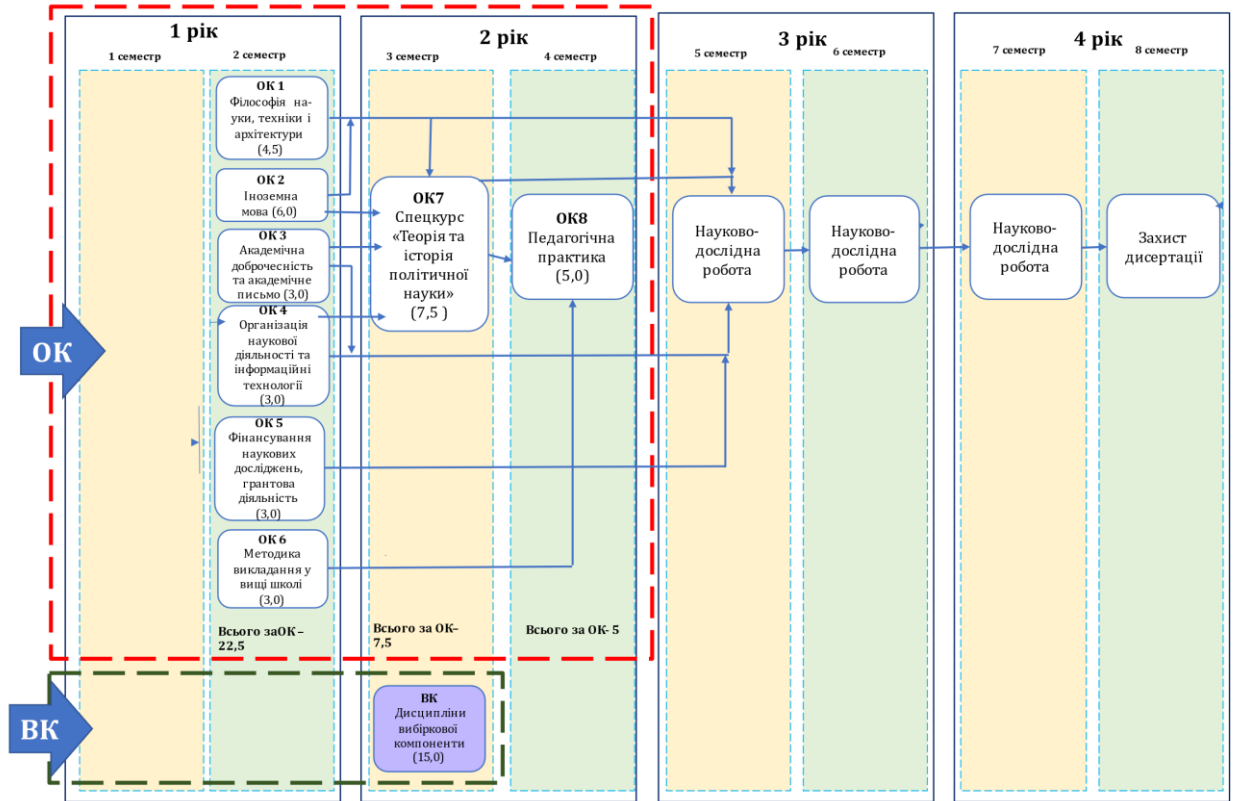 1 рік
1 семестр
2 семестр
ОК 1
Філософія на-
уки, техніки і
архітектури
(4,5)
ОК 2
Іноземна
мова (6,0)
ОК 3
Академічна
доброчесність
та академічне
письмо (3,0)
ОК 4
Організація
наукової
діяльності та
інформаційні
технології
(3,0)
ОК 5
Фінансування
наукових
досліджень,
грантова
діяльність
(3,0)
ОК 6
Методика
викладання у
вищі школі
(3,0)
Всього заОК–
22,5
2 рік
3 семестр
4 семестр
ОК7
Спецкурс
«Теорія та
історія
політичної
науки»
(7,5 )
ОК8
Педагогічна
практика
(5,0)
Всього за ОК–
7,5
Всього за ОК- 5
3 рік
5 семестр
6 семестр
Науково-
дослідна
робота
Науково-
дослідна
робота
4 рік
7 семестр
8 семестр
Науково-
дослідна
робота
Захист
дисертації
ОК
ВК
ВК
Дисципліни
вибіркової
компоненти
(15,0)